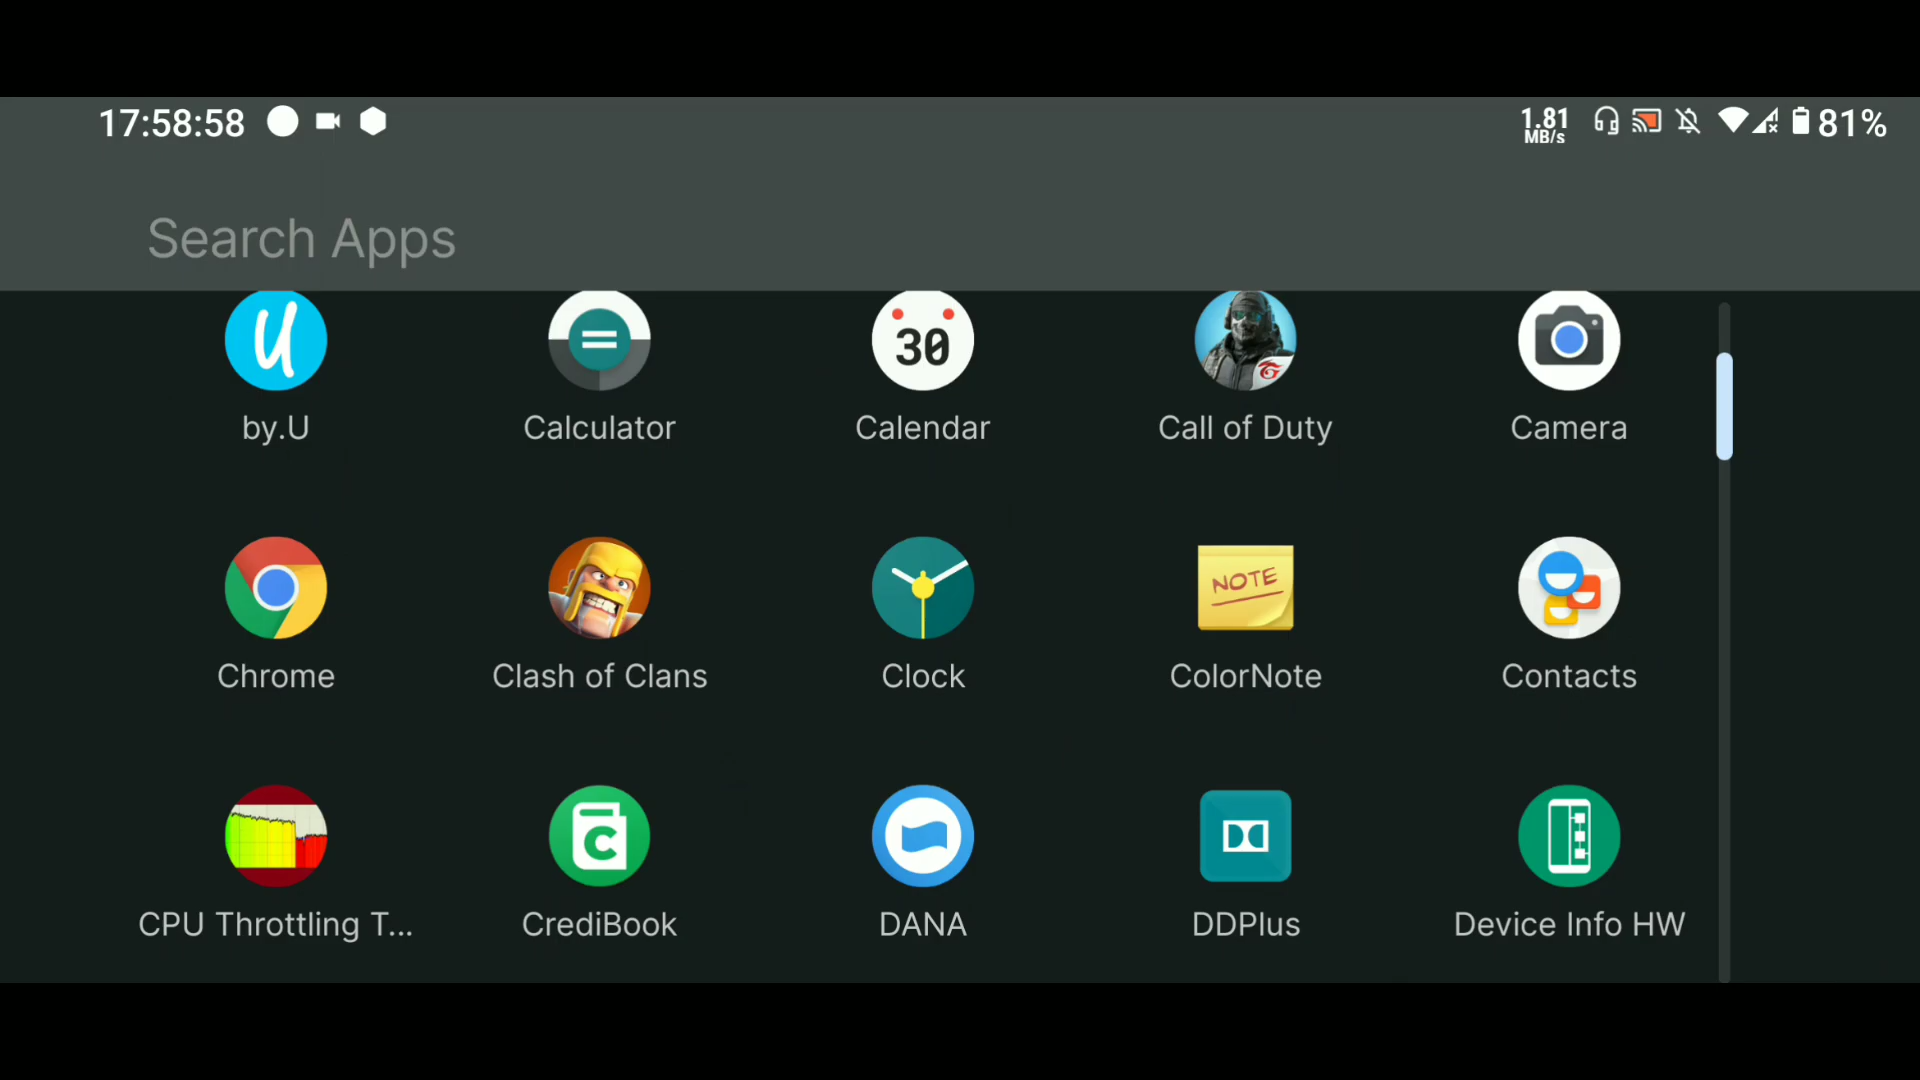 17:58:58 1.81 MB/s 81%
Search Apps
U 30
by.U Calculator Calendar Call of Duty Camera
NOTE
Chrome Clash of Clans Clock ColorNote Contacts
C
CPU Throttling T... CrediBook DANA DDPlus Device Info HW